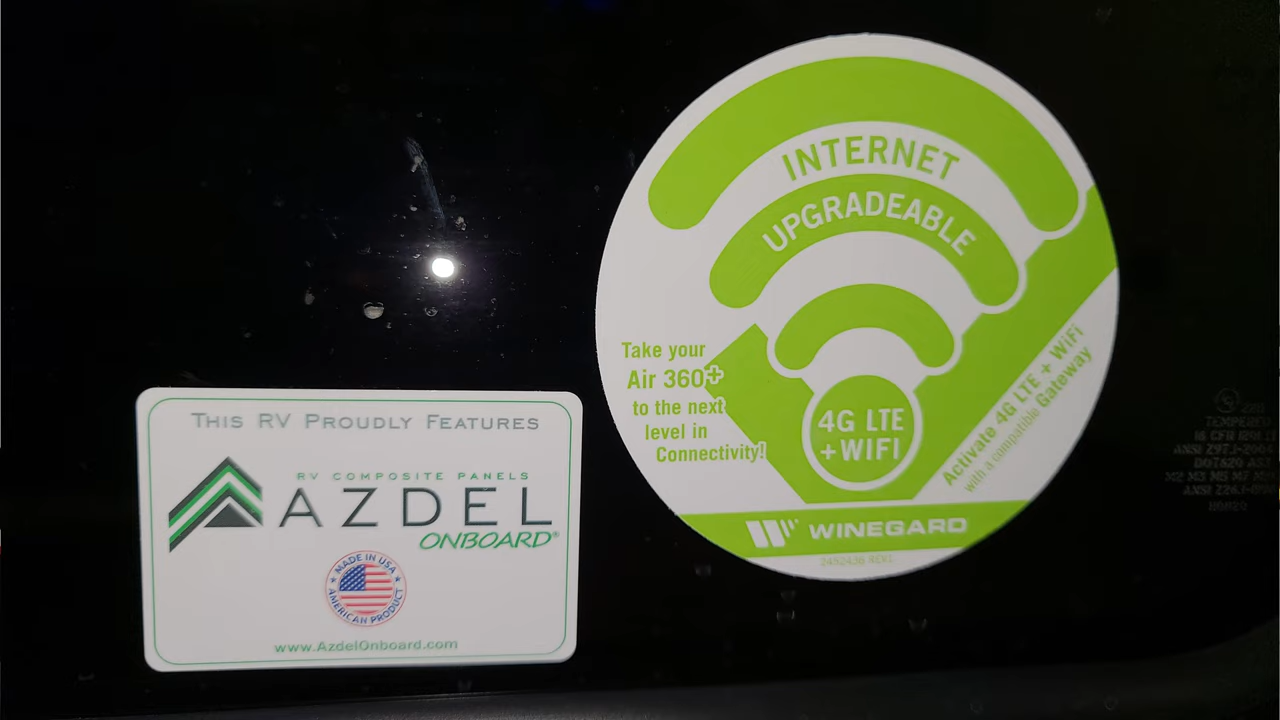 THIS RV PROUDLY FEATURES
RV COMPOSITE PANELS
AZDEL
ONBOARD®
MADE IN USA
AMERICAN PRODUCT
www.AzdelOnboard.com
INTERNET
UPGRADEABLE
4G LTE
+WIFI
Take your
Air 360+
to the next
level in
Connectivity!
Activate 4G LTE + WiFi
with a compatible Gateway
WINEGARD
TEMPERED